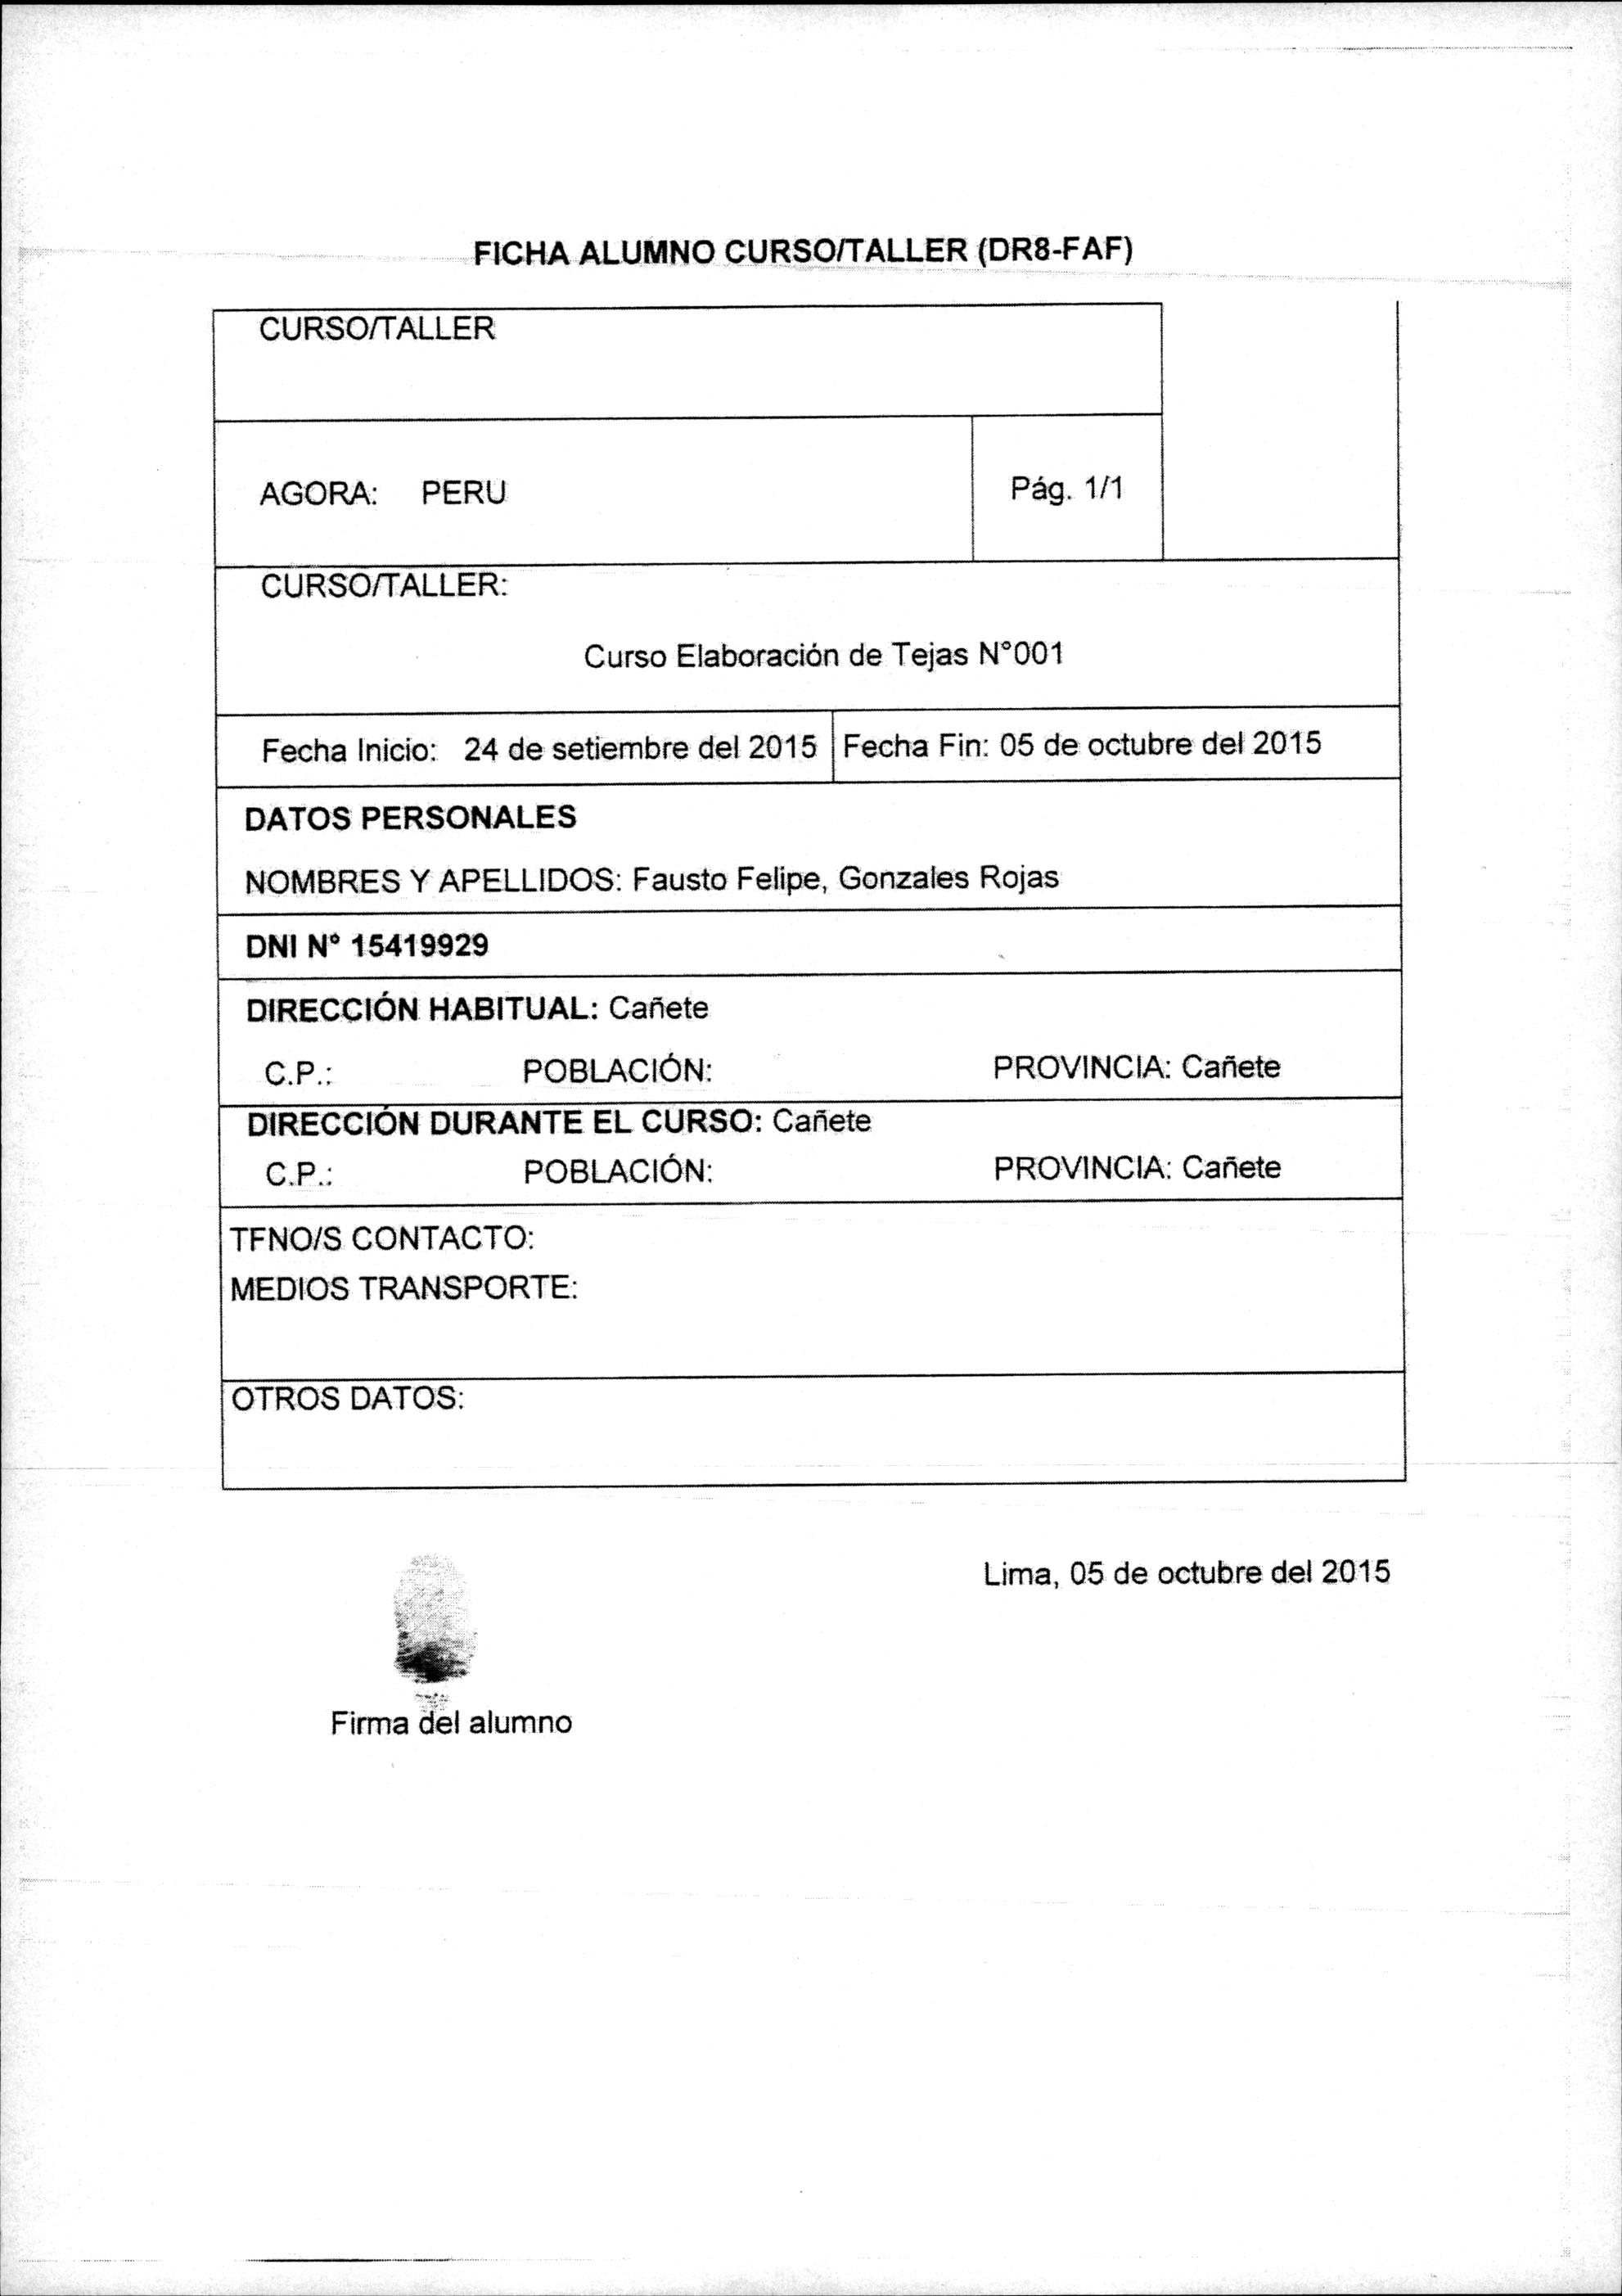 FICHA ALUMNO CURSO/TALLER (DR8-FAF)
CURSO/TALLER
AGORA: PERU
Pág. 1/1
CURSO/TALLER:
Curso Elaboración de Tejas N°001
Fecha Inicio: 24 de setiembre del 2015
Fecha Fin: 05 de octubre del 2015
DATOS PERSONALES
NOMBRES Y APELLIDOS: Fausto Felipe, Gonzales Rojas
DNI Nº 15419929
DIRECCIÓN HABITUAL: Cañete
C.P.: POBLACIÓN: PROVINCIA: Cañete
DIRECCIÓN DURANTE EL CURSO: Cañete
C.P.: POBLACIÓN: PROVINCIA: Cañete
TFNO/S CONTACTO:
MEDIOS TRANSPORTE:
OTROS DATOS:
Lima, 05 de octubre del 2015
Firma del alumno